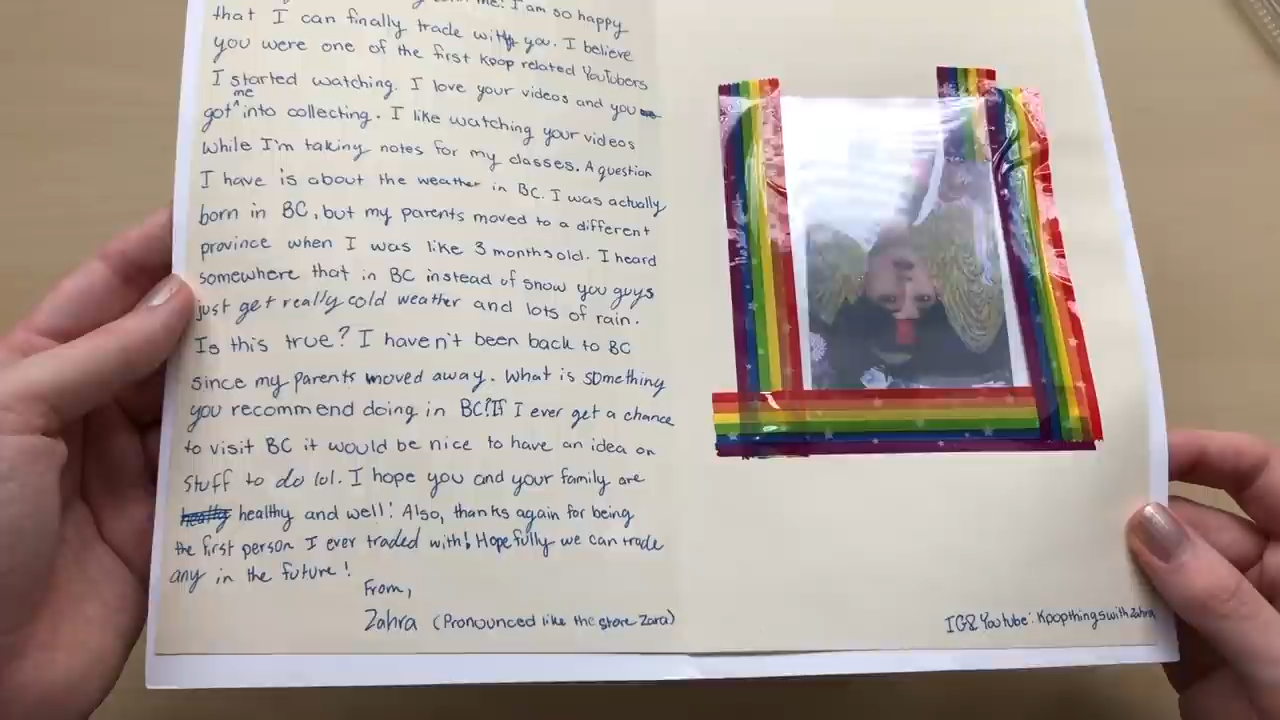 me! I am so happy
that I can finally trade with you. I believe
you were one of the first kpop related YouTubers
I started watching. I love your videos and you
got me into collecting. I like watching your videos
while I'm taking notes for my classes. A question
I have is about the weather in BC. I was actually
born in BC, but my parents moved to a different
province when I was like 3 months old. I heard
somewhere that in BC instead of snow you guys
just get really cold weather and lots of rain.
Is this true? I haven't been back to BC
since my parents moved away. What is something
you recommend doing in BC? If I ever get a chance
to visit BC it would be nice to have an idea on
stuff to do lol. I hope you and your family are
healthy and well! Also, thanks again for being
the first person I ever traded with! Hopefully we can trade
any in the future!
From,
Zahra (Pronounced like the store Zara)
IG & Youtube: Kpopthingswithzahra